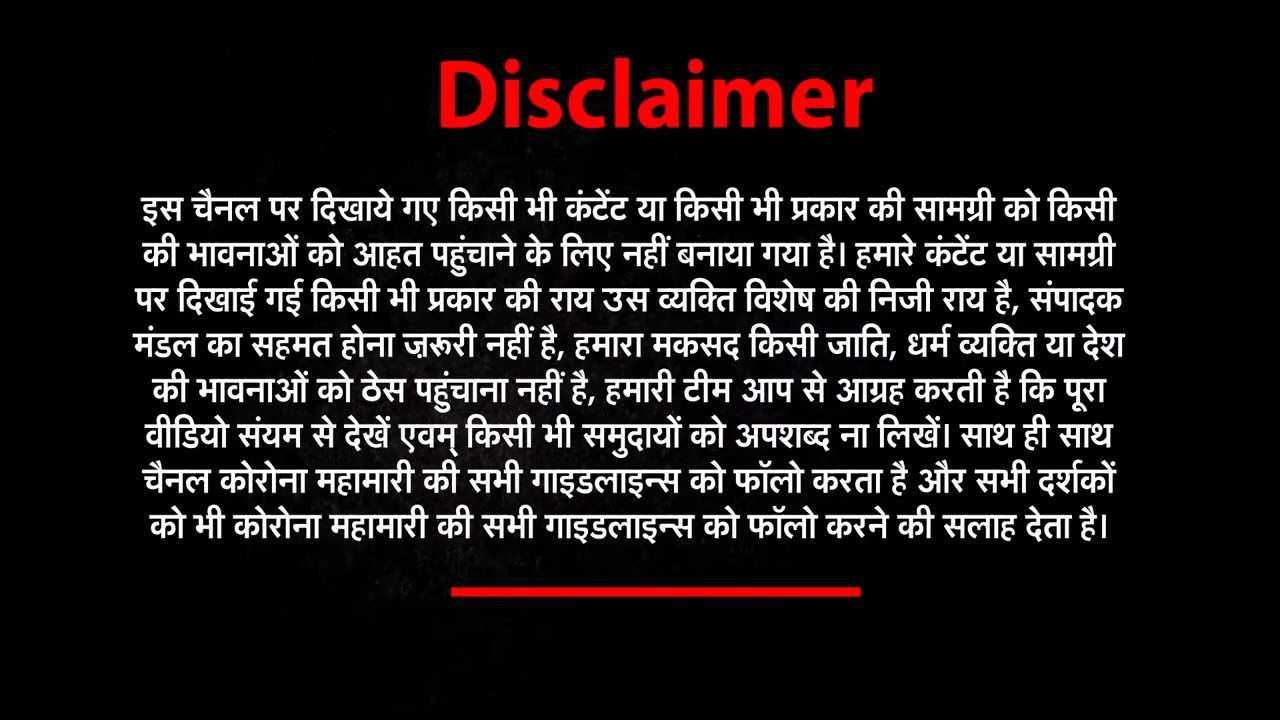 Disclaimer
इस चैनल पर दिखाये गए किसी भी कंटेंट या किसी भी प्रकार की सामग्री को किसी
की भावनाओं को आहत पहुंचाने के लिए नहीं बनाया गया है। हमारे कंटेंट या सामग्री
पर दिखाई गई किसी भी प्रकार की राय उस व्यक्ति विशेष की निजी राय है, संपादक
मंडल का सहमत होना ज़रूरी नहीं है, हमारा मकसद किसी जाति, धर्म व्यक्ति या देश
की भावनाओं को ठेस पहुंचाना नहीं है, हमारी टीम आप से आग्रह करती है कि पूरा
वीडियो संयम से देखें एवम् किसी भी समुदायों को अपशब्द ना लिखें। साथ ही साथ
चैनल कोरोना महामारी की सभी गाइडलाइन्स को फॉलो करता है और सभी दर्शकों
को भी कोरोना महामारी की सभी गाइडलाइन्स को फॉलो करने की सलाह देता है।